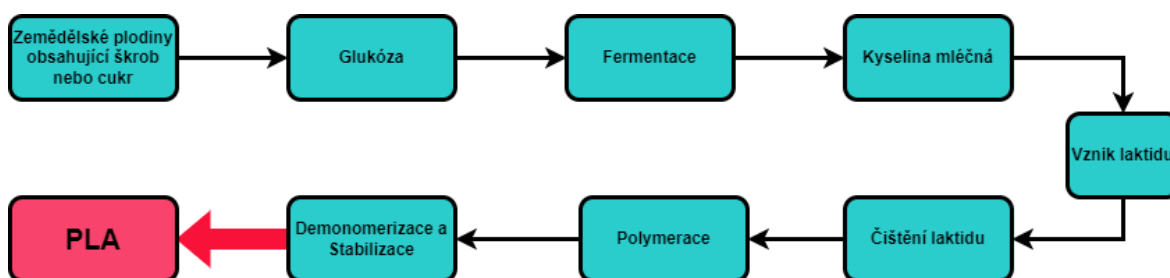 Zemědělské plodiny
obsahující škrob
nebo cukr
Glukóza
Fermentace
Kyselina mléčná
Vznik laktidu
Čištění laktidu
Polymerace
Demonomerizace a
Stabilizace
PLA